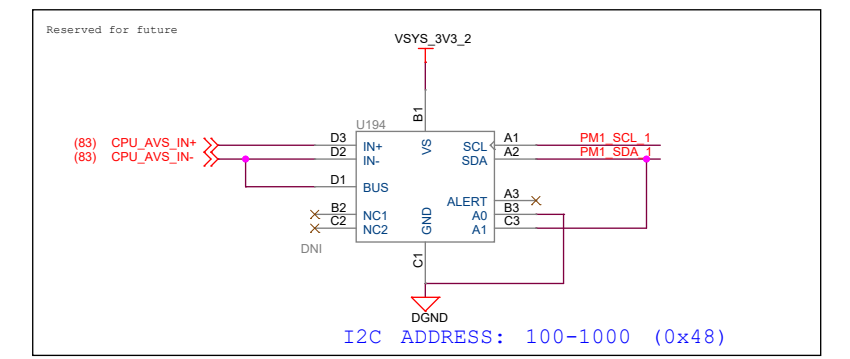 Reserved for future
VSYS_3V3_2
B1
U194
(83) CPU_AVS_IN+ D3 IN+ VS SCL A1 PM1_SCL_1
(83) CPU_AVS_IN- D2 IN- SDA A2 PM1_SDA_1
D1 BUS
ALERT A3
B2 NC1 GND A0 B3
C2 NC2 A1 C3
DNI
C1
DGND
I2C ADDRESS: 100-1000 (0x48)